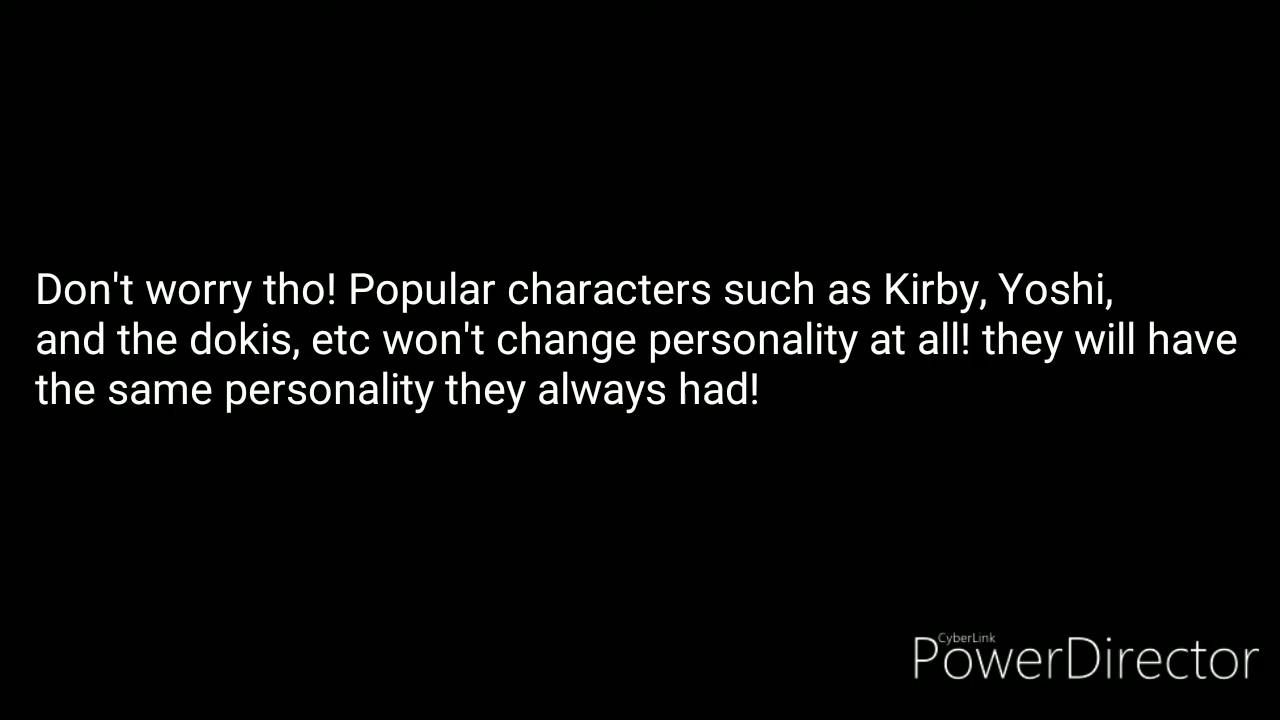 Don't worry tho! Popular characters such as Kirby, Yoshi,
and the dokis, etc won't change personality at all! they will have
the same personality they always had!
CyberLink
PowerDirector